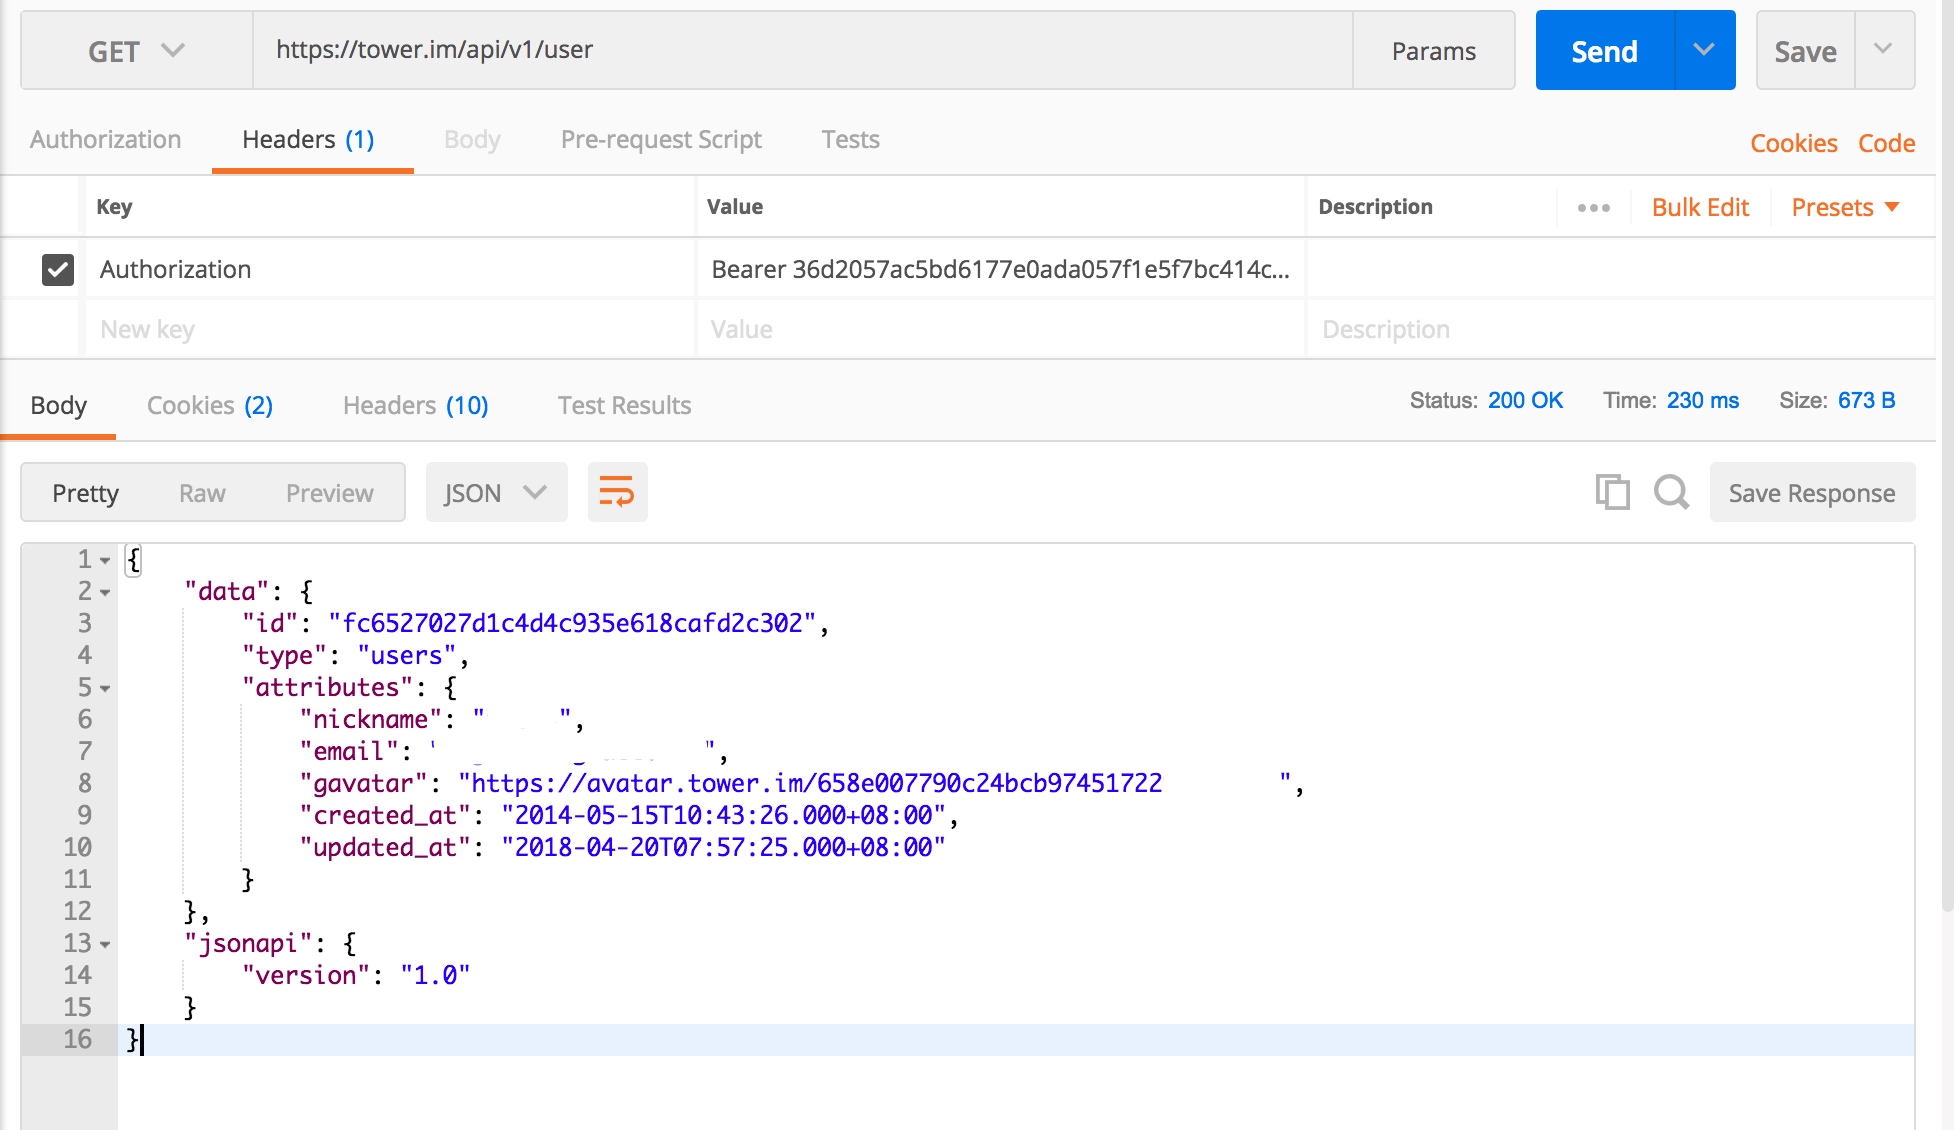 GET https://tower.im/api/v1/user Params Send Save
Authorization Headers (1) Body Pre-request Script Tests Cookies Code
Key Value Description ••• Bulk Edit Presets
Authorization Bearer 36d2057ac5bd6177e0ada057f1e5f7bc414c...
New key Value Description
Body Cookies (2) Headers (10) Test Results Status: 200 OK Time: 230 ms Size: 673 B
Pretty Raw Preview JSON Save Response
1 {
2 "data": {
3 "id": "fc6527027d1c4d4c935e618cafd2c302",
4 "type": "users",
5 "attributes": {
6 "nickname": " ",
7 "email": " ",
8 "gavatar": "https://avatar.tower.im/658e007790c24bcb97451722 ",
9 "created_at": "2014-05-15T10:43:26.000+08:00",
10 "updated_at": "2018-04-20T07:57:25.000+08:00"
11 }
12 },
13 "jsonapi": {
14 "version": "1.0"
15 }
16 }